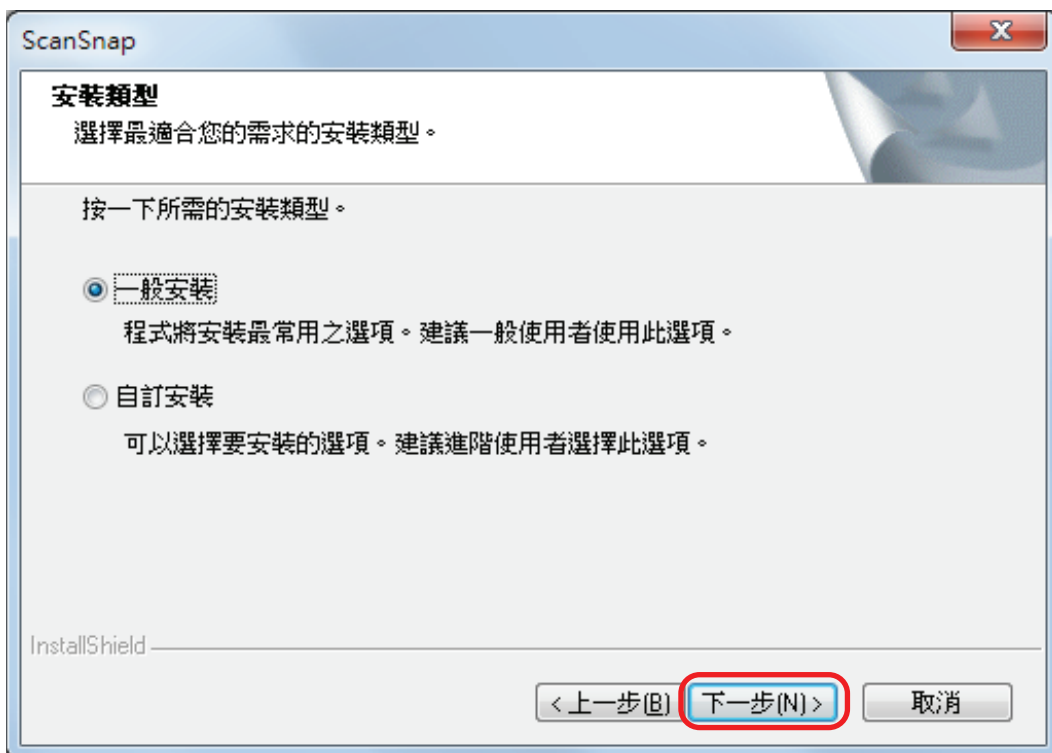 ScanSnap
安裝類型
選擇最適合您的需求的安裝類型。
按一下所需的安裝類型。
一般安裝
程式將安裝最常用之選項。建議一般使用者使用此選項。
自訂安裝
可以選擇要安裝的選項。建議進階使用者選擇此選項。
InstallShield
<上一步(B) 下一步(N)> 取消